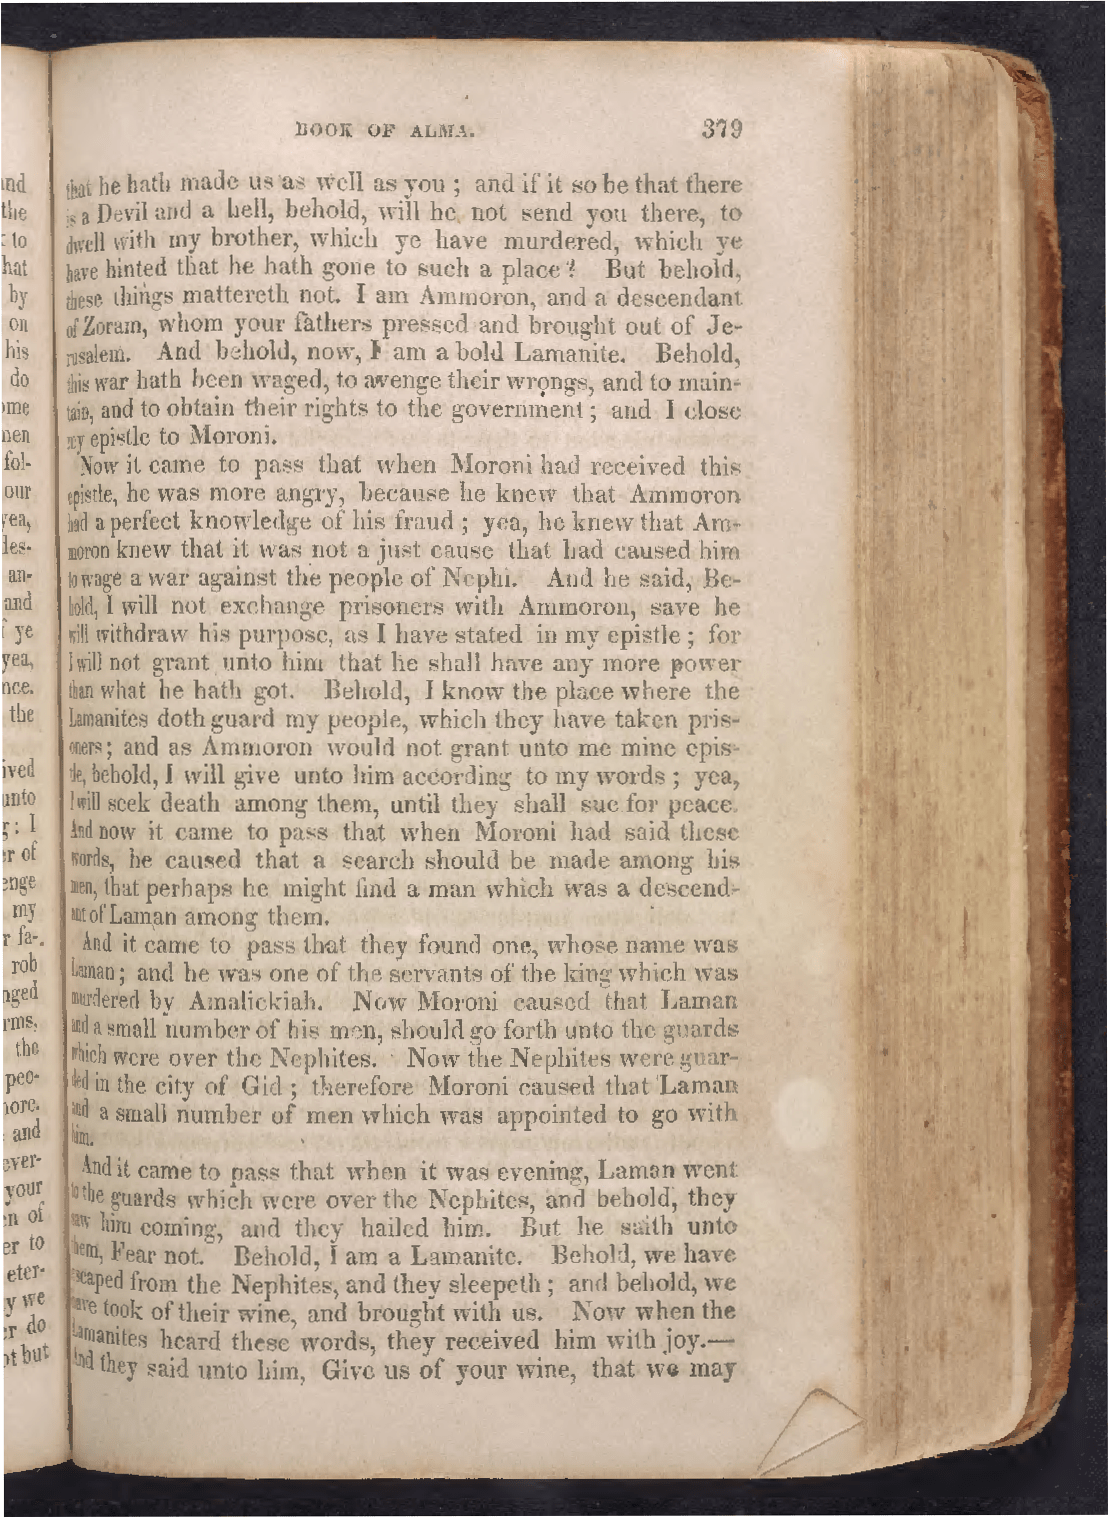 BOOK OF ALMA. 379
that he hath made us as well as you ; and if it so be that there
is a Devil and a hell, behold, will he not send you there, to
dwell with my brother, which ye have murdered, which ye
have hinted that he hath gone to such a place ? But behold,
these things mattereth not. I am Ammoron, and a descendant
of Zoram, whom your fathers pressed and brought out of Je-
rusalem. And behold, now, I am a bold Lamanite. Behold,
this war hath been waged, to avenge their wrongs, and to main-
tain, and to obtain their rights to the government ; and I close
my epistle to Moroni.
Now it came to pass that when Moroni had received this
epistle, he was more angry, because he knew that Ammoron
had a perfect knowledge of his fraud ; yea, he knew that Am-
moron knew that it was not a just cause that had caused him
to wage a war against the people of Nephi. And he said, Be-
hold, I will not exchange prisoners with Ammoron, save he
will withdraw his purpose, as I have stated in my epistle ; for
I will not grant unto him that he shall have any more power
than what he hath got. Behold, I know the place where the
Lamanites doth guard my people, which they have taken pris-
oners ; and as Ammoron would not grant unto me mine epis-
tle, behold, I will give unto him according to my words ; yea,
I will seek death among them, until they shall sue for peace.
And now it came to pass that when Moroni had said these
words, he caused that a search should be made among his
men, that perhaps he might find a man which was a descend-
ant of Laman among them.
And it came to pass that they found one, whose name was
Laman ; and he was one of the servants of the king which was
murdered by Amalickiah. Now Moroni caused that Laman
and a small number of his men, should go forth unto the guards
which were over the Nephites. Now the Nephites were guar-
ded in the city of Gid ; therefore Moroni caused that Laman
and a small number of men which was appointed to go with
him.
And it came to pass that when it was evening, Laman went
to the guards which were over the Nephites, and behold, they
saw him coming, and they hailed him. But he saith unto
them, Fear not. Behold, I am a Lamanite. Behold, we have
escaped from the Nephites, and they sleepeth ; and behold, we
have took of their wine, and brought with us. Now when the
Lamanites heard these words, they received him with joy.—
And they said unto him, Give us of your wine, that we may